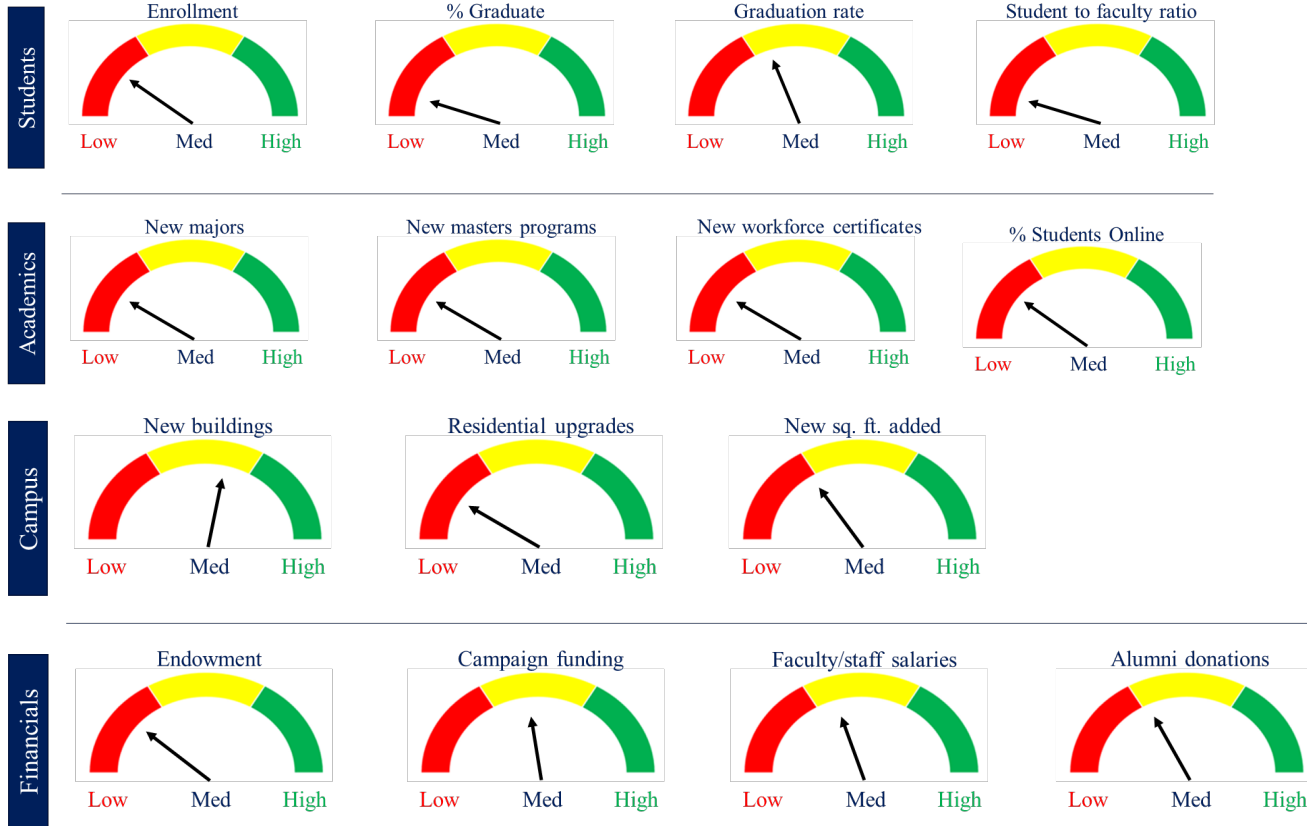 Students
Enrollment
% Graduate
Graduation rate
Student to faculty ratio
Low Med High
Low Med High
Low Med High
Low Med High
Academics
New majors
New masters programs
New workforce certificates
% Students Online
Low Med High
Low Med High
Low Med High
Low Med High
Campus
New buildings
Residential upgrades
New sq. ft. added
Low Med High
Low Med High
Low Med High
Financials
Endowment
Campaign funding
Faculty/staff salaries
Alumni donations
Low Med High
Low Med High
Low Med High
Low Med High